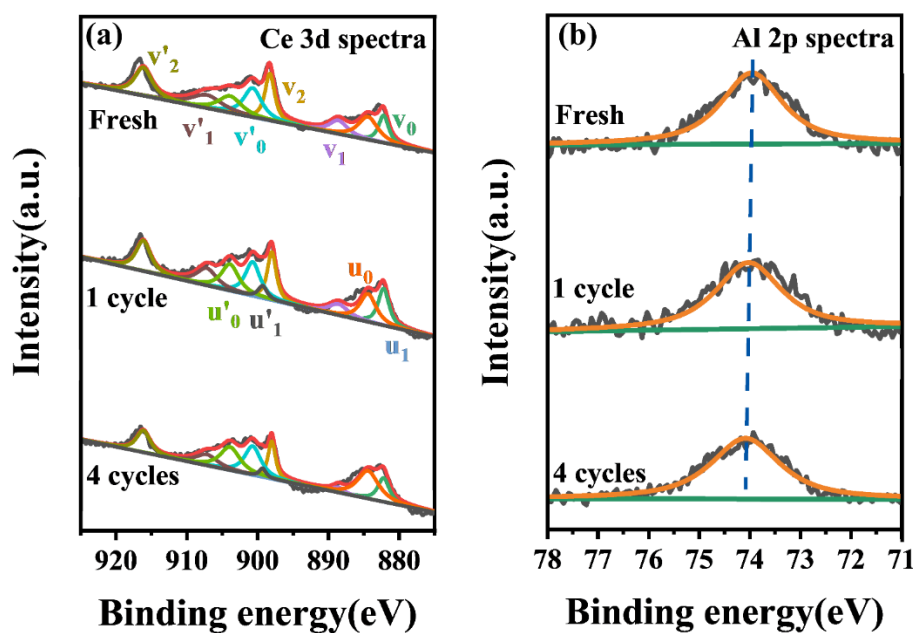 (a)
Ce 3d spectra
v'2
v2
Fresh
v'1
v'0
v1
v0
1 cycle
u'0
u'1
u0
u1
4 cycles
Intensity(a.u.)
920 910 900 890 880
Binding energy(eV)
(b)
Al 2p spectra
Fresh
1 cycle
4 cycles
Intensity(a.u.)
78 77 76 75 74 73 72 71
Binding energy(eV)